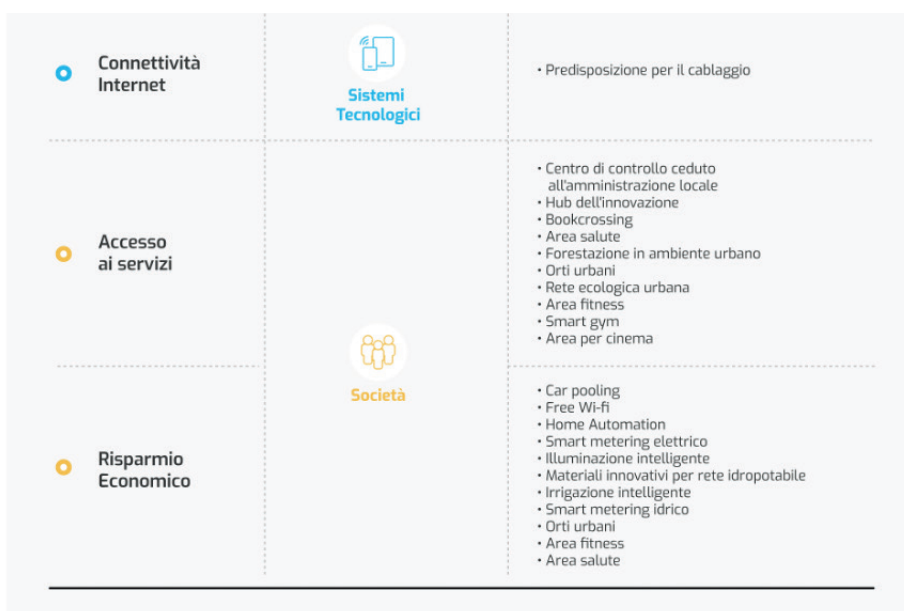 Connettività
Internet
Sistemi
Tecnologici
• Predisposizione per il cablaggio
Accesso
ai servizi
• Centro di controllo ceduto
all'amministrazione locale
• Hub dell'innovazione
• Bookcrossing
• Area salute
• Forestazione in ambiente urbano
• Orti urbani
• Rete ecologica urbana
• Area fitness
• Smart gym
• Area per cinema
Società
Risparmio
Economico
• Car pooling
• Free Wi-fi
• Home Automation
• Smart metering elettrico
• Illuminazione intelligente
• Materiali innovativi per rete idropotabile
• Irrigazione intelligente
• Smart metering idrico
• Orti urbani
• Area fitness
• Area salute